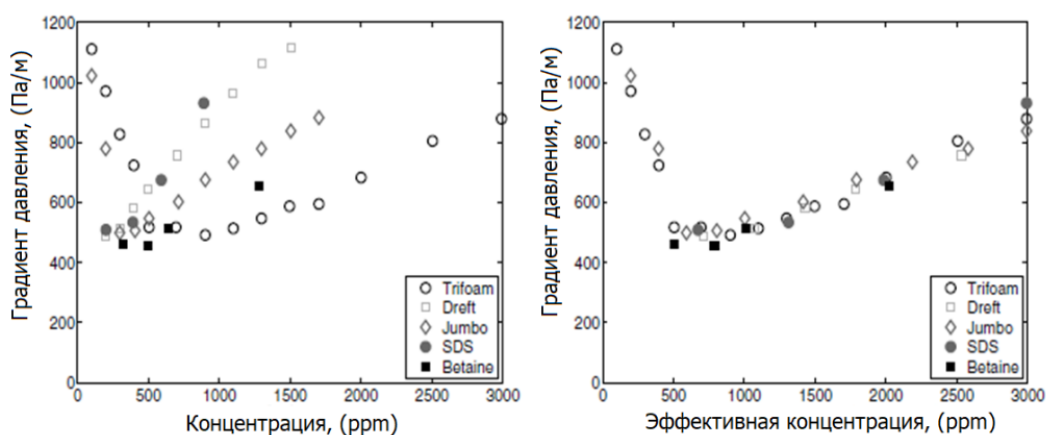 Градиент давления, (Па/м)
1200
1000
800
600
400
200
0
0 500 1000 1500 2000 2500 3000
Концентрация, (ppm)
Trifoam
Dreft
Jumbo
SDS
Betaine
Градиент давления, (Па/м)
1200
1000
800
600
400
200
0
0 500 1000 1500 2000 2500 3000
Эффективная концентрация, (ppm)
Trifoam
Dreft
Jumbo
SDS
Betaine